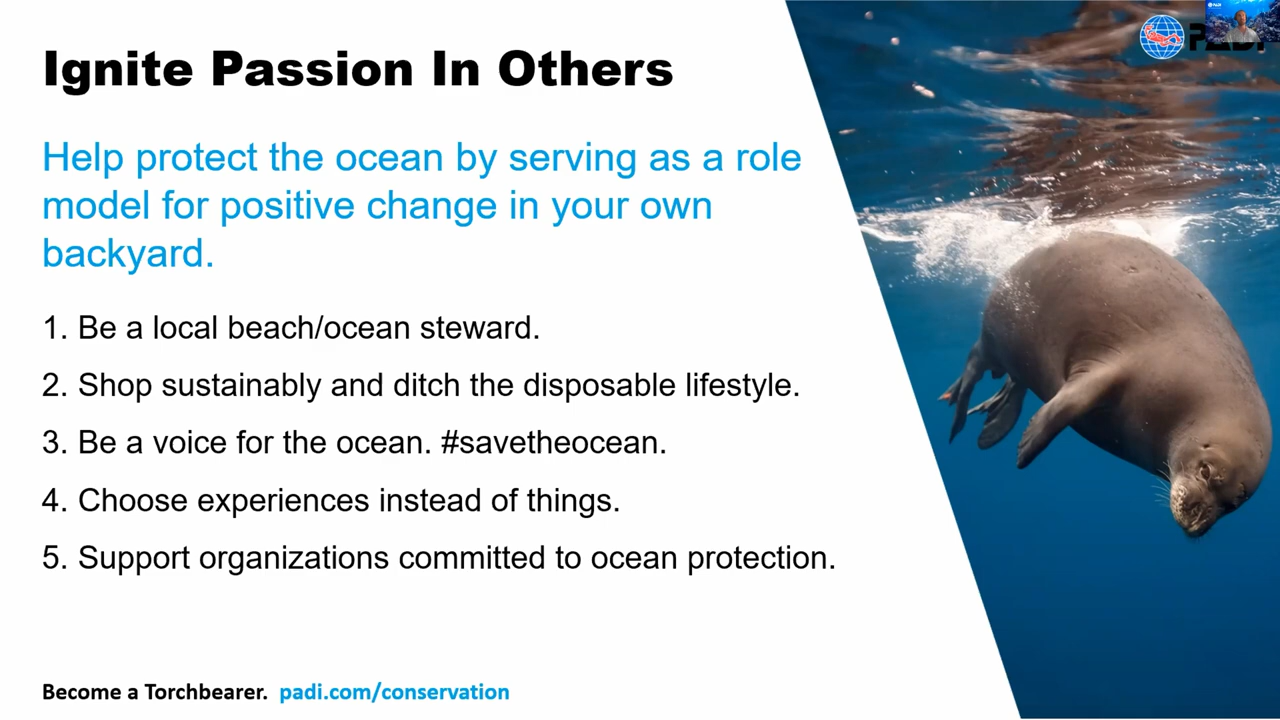 Ignite Passion In Others
Help protect the ocean by serving as a role
model for positive change in your own
backyard.
1. Be a local beach/ocean steward.
2. Shop sustainably and ditch the disposable lifestyle.
3. Be a voice for the ocean. #savetheocean.
4. Choose experiences instead of things.
5. Support organizations committed to ocean protection.
Become a Torchbearer. padi.com/conservation